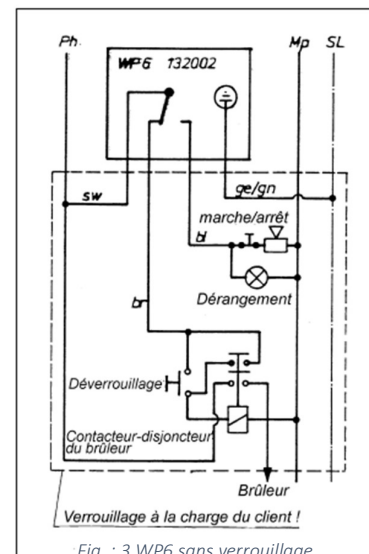 Ph.
Mp SL
WP6 132002
sw
ge/gn
marche/arrêt
bl
Dérangement
br
Déverrouillage
Contacteur-disjoncteur
du brûleur
Brûleur
Verrouillage à la charge du client !
Fig. : 3 WP6 sans verrouillage